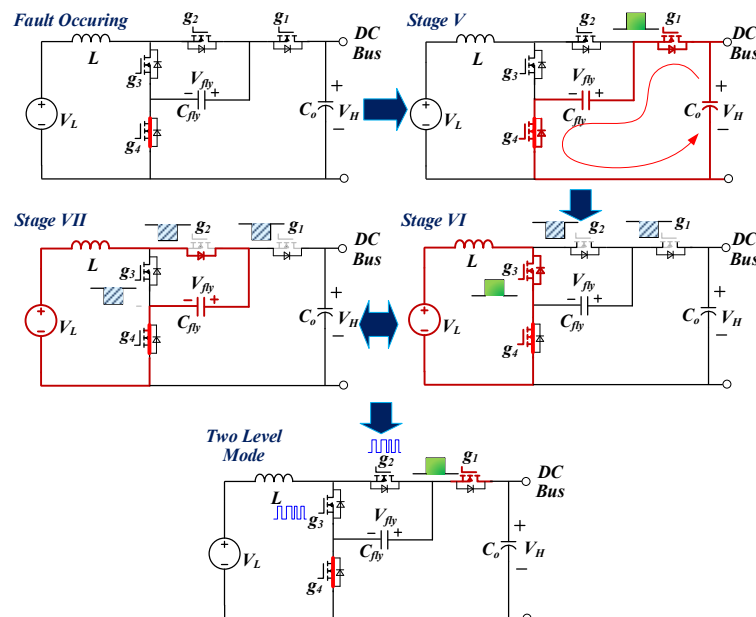 Fault Occuring
g2
g1
DC
Bus
L
g3
Vfly
− +
Cfly
g4
VL
+
−
Co
+
VH
−
Stage V
g2
g1
DC
Bus
L
g3
Vfly
− +
Cfly
g4
VL
+
−
Co
+
VH
−
Stage VII
g2
g1
DC
Bus
L
g3
Vfly
− +
Cfly
g4
VL
+
−
Co
+
VH
−
Stage VI
g2
g1
DC
Bus
L
g3
Vfly
− +
Cfly
g4
VL
+
−
Co
+
VH
−
Two Level
Mode
g2
g1
DC
Bus
L
g3
Vfly
− +
Cfly
g4
VL
+
−
Co
+
VH
−